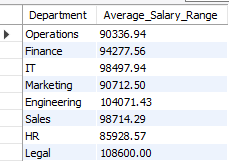 Department Average_Salary_Range
Operations 90336.94
Finance 94277.56
IT 98497.94
Marketing 90712.50
Engineering 104071.43
Sales 98714.29
HR 85928.57
Legal 108600.00